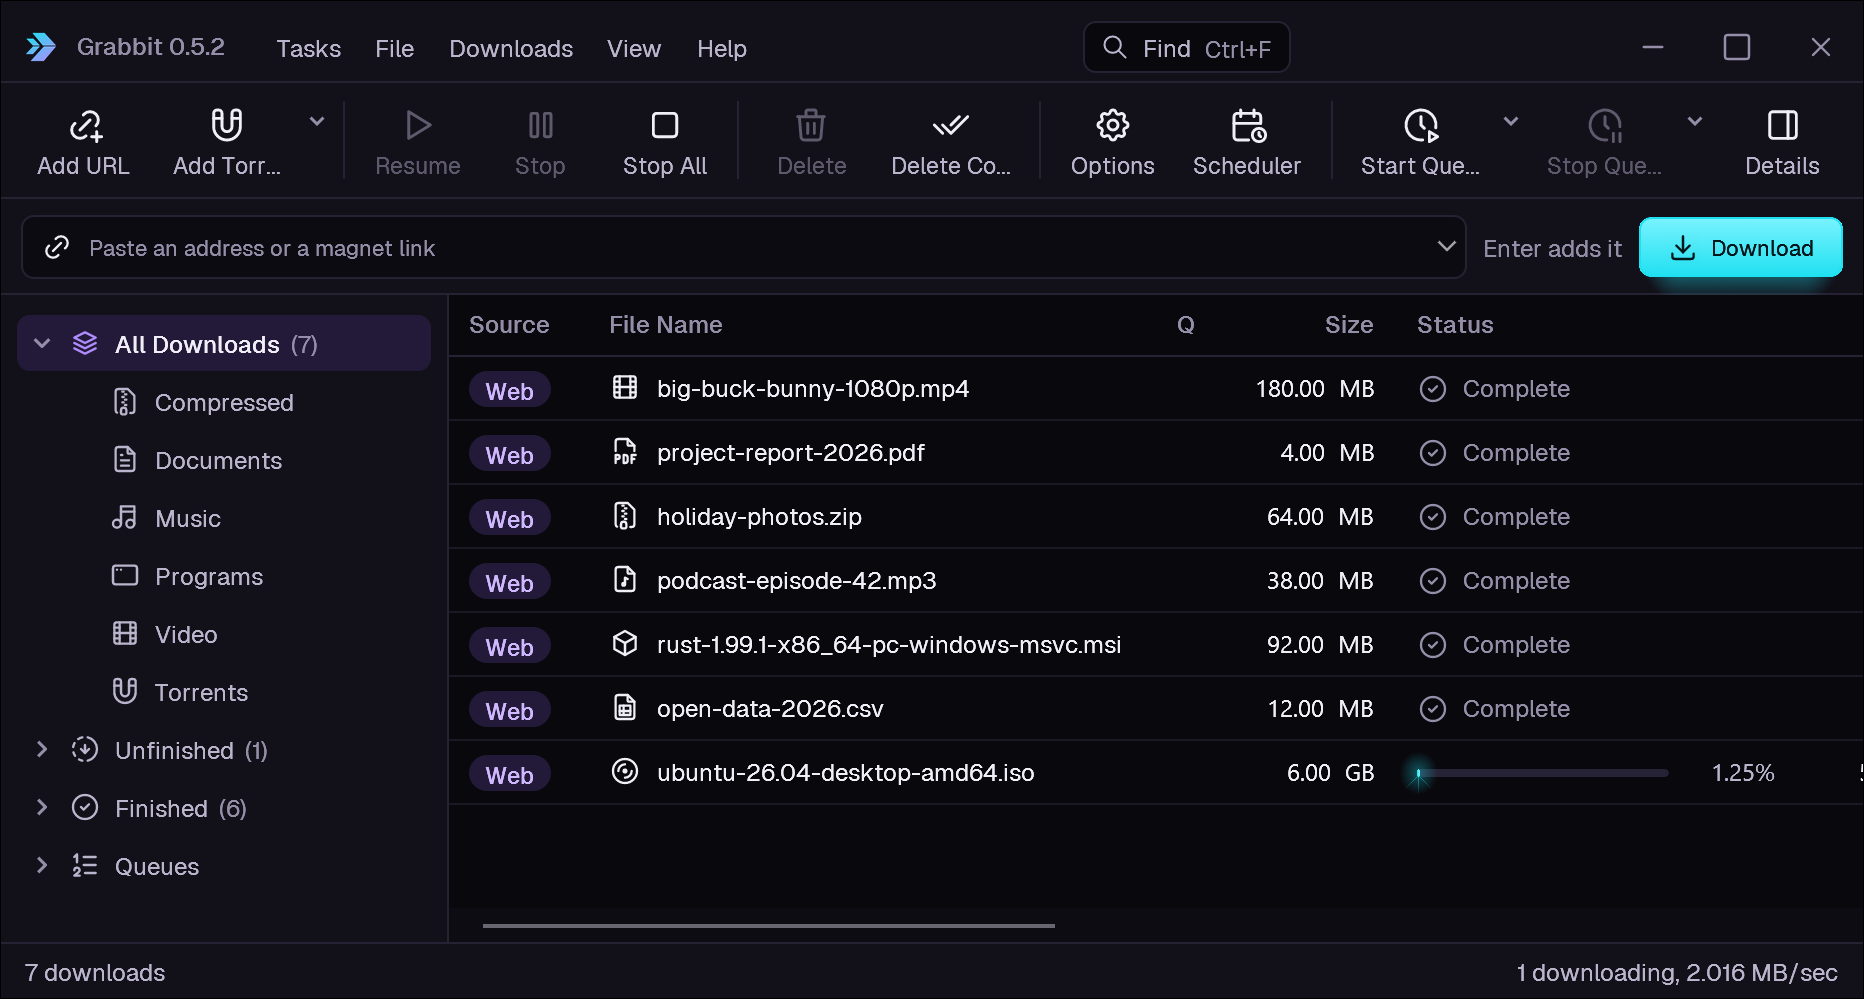 Grabbit 0.5.2 Tasks File Downloads View Help Find Ctrl+F
Add URL Add Torr... Resume Stop Stop All Delete Delete Co... Options Scheduler Start Que... Stop Que... Details
Paste an address or a magnet link Enter adds it Download
Source File Name Q Size Status
All Downloads (7)
Compressed
Documents
Music
Programs
Video
Torrents
Unfinished (1)
Finished (6)
Queues
Web big-buck-bunny-1080p.mp4 180.00 MB Complete
Web project-report-2026.pdf 4.00 MB Complete
Web holiday-photos.zip 64.00 MB Complete
Web podcast-episode-42.mp3 38.00 MB Complete
Web rust-1.99.1-x86_64-pc-windows-msvc.msi 92.00 MB Complete
Web open-data-2026.csv 12.00 MB Complete
Web ubuntu-26.04-desktop-amd64.iso 6.00 GB 1.25%
7 downloads 1 downloading, 2.016 MB/sec